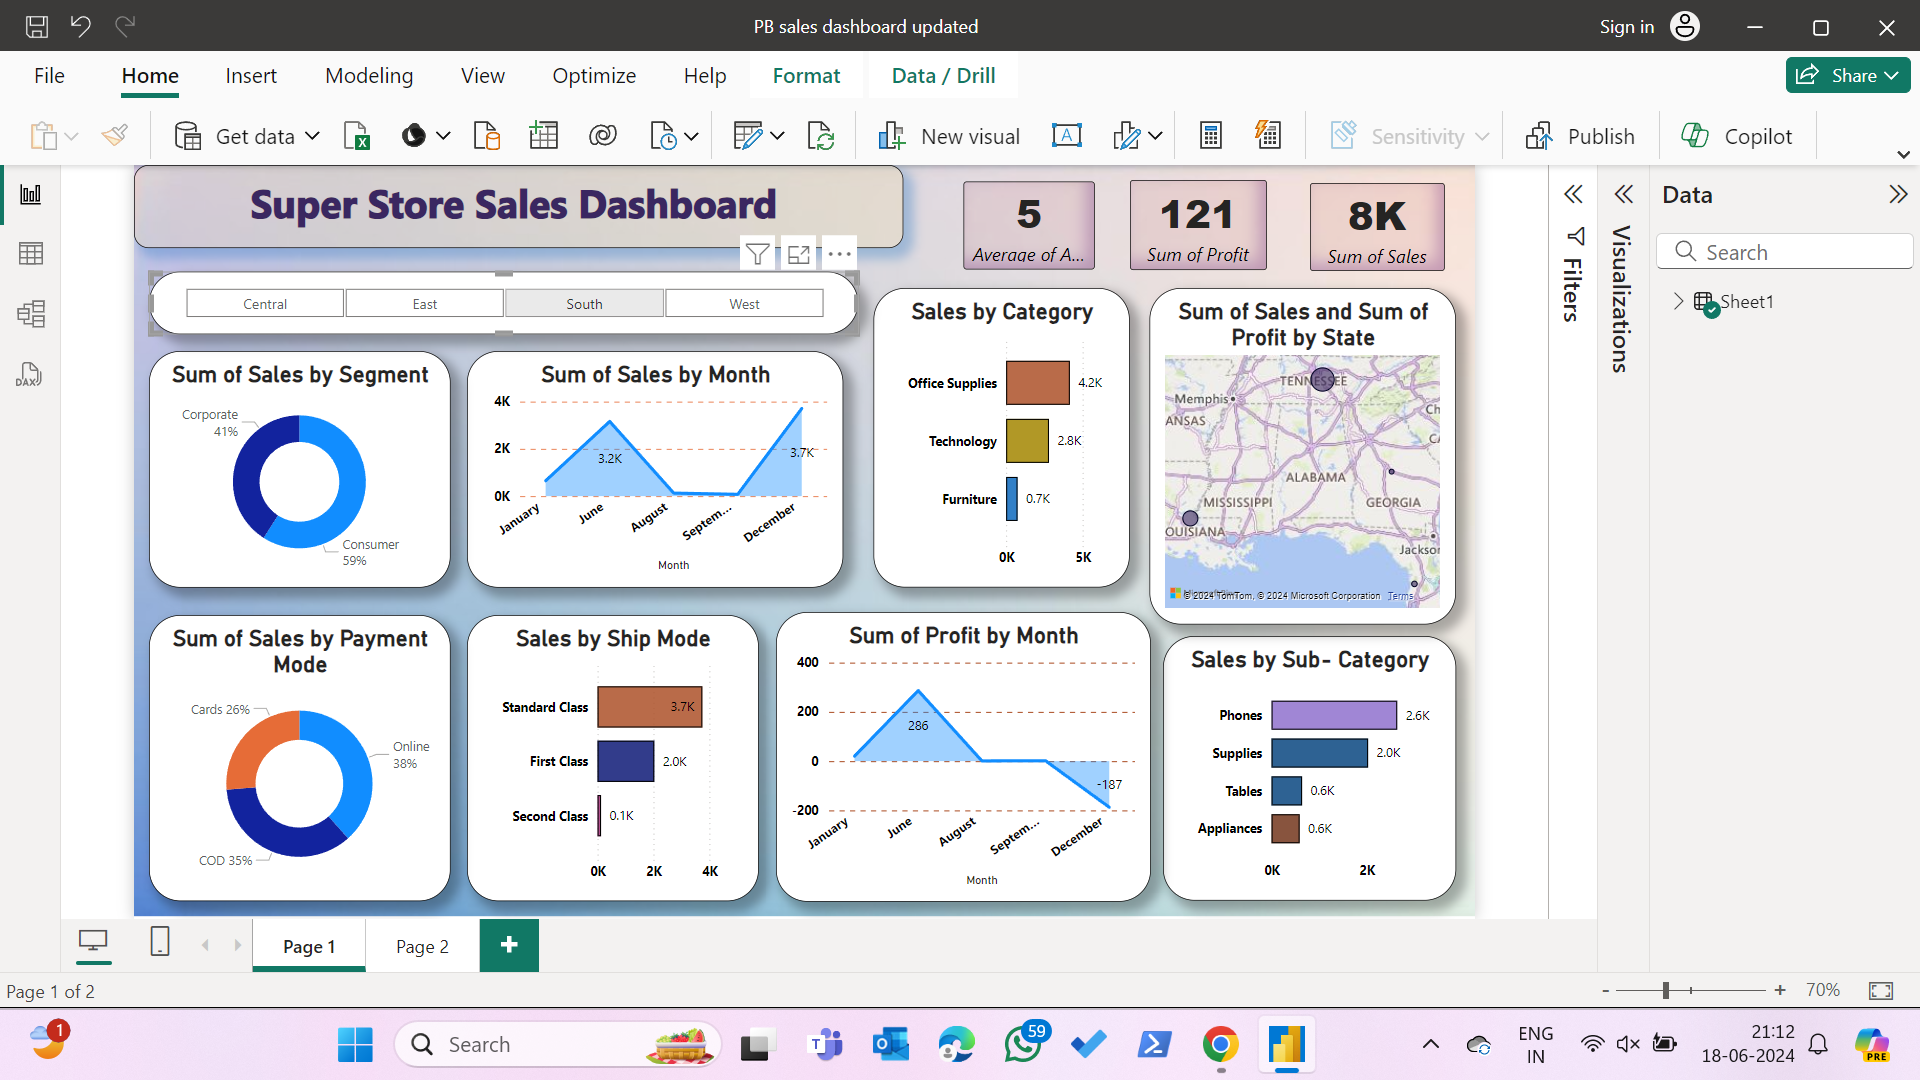 PB sales dashboard updated
Sign in
File
Home
Insert
Modeling
View
Optimize
Help
Format
Data / Drill
Share
Get data
New visual
Sensitivity
Publish
Copilot
Super Store Sales Dashboard
5
Average of A...
121
Sum of Profit
8K
Sum of Sales
Central
East
South
West
Sum of Sales by Segment
Corporate
41%
Consumer
59%
Sum of Sales by Month
4K
2K
0K
3.2K
3.7K
January
June
August
Septem...
December
Month
Sales by Category
Office Supplies
4.2K
Technology
2.8K
Furniture
0.7K
0K
5K
Sum of Sales and Sum of
Profit by State
TENNESSEE
Memphis
ANSAS
Ch
CA
ALABAMA
MISSISSIPPI
GEORGIA
OUISIANA
Jackson
© 2024 TomTom, © 2024 Microsoft Corporation Terms
Sum of Sales by Payment
Mode
Cards 26%
Online
38%
COD 35%
Sales by Ship Mode
Standard Class
3.7K
First Class
2.0K
Second Class
0.1K
0K
2K
4K
Sum of Profit by Month
400
200
0
-200
286
-187
January
June
August
Septem...
December
Month
Sales by Sub- Category
Phones
2.6K
Supplies
2.0K
Tables
0.6K
Appliances
0.6K
0K
2K
Filters
Visualizations
Data
Search
Sheet1
DAX
Page 1
Page 2
+
Page 1 of 2
-
+
70%
1
Search
59
ENG
IN
21:12
18-06-2024
PRE